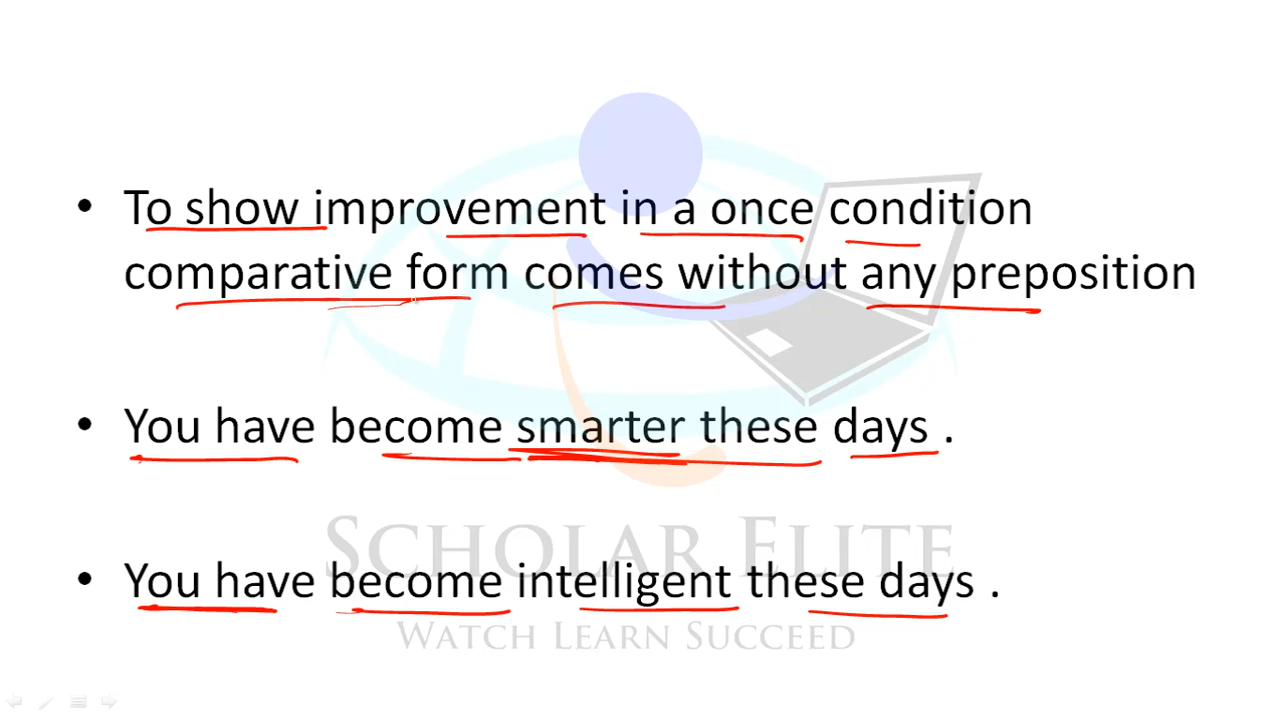 • To show improvement in a once condition
comparative form comes without any preposition
• You have become smarter these days .
• You have become intelligent these days .
SCHOLAR ELITE
WATCH LEARN SUCCEED